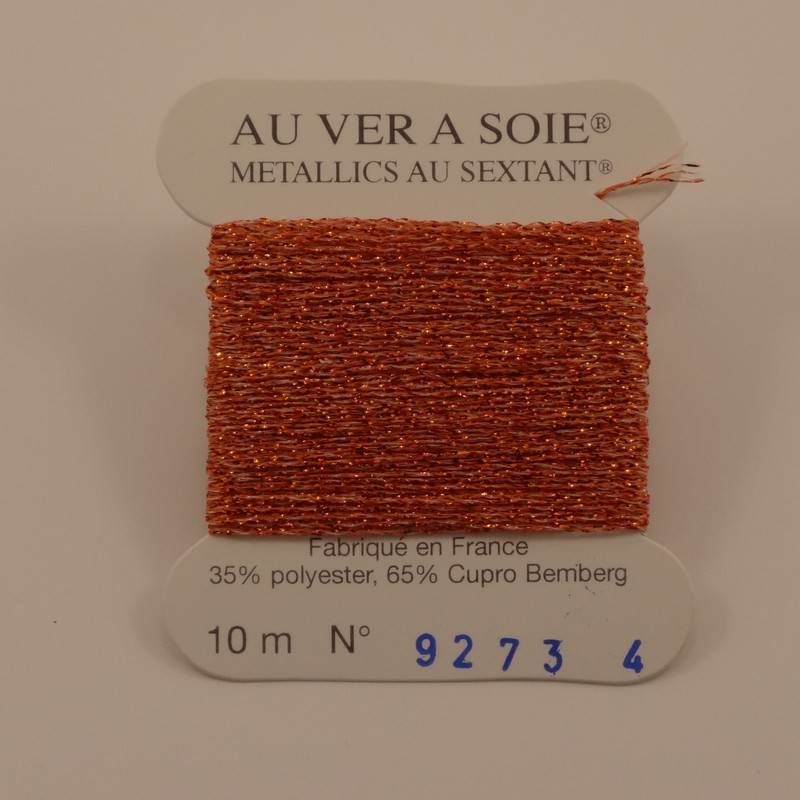 AU VER A SOIE®
METALLICS AU SEXTANT®
Fabriqué en France
35% polyester, 65% Cupro Bemberg
10 m N° 9273 4